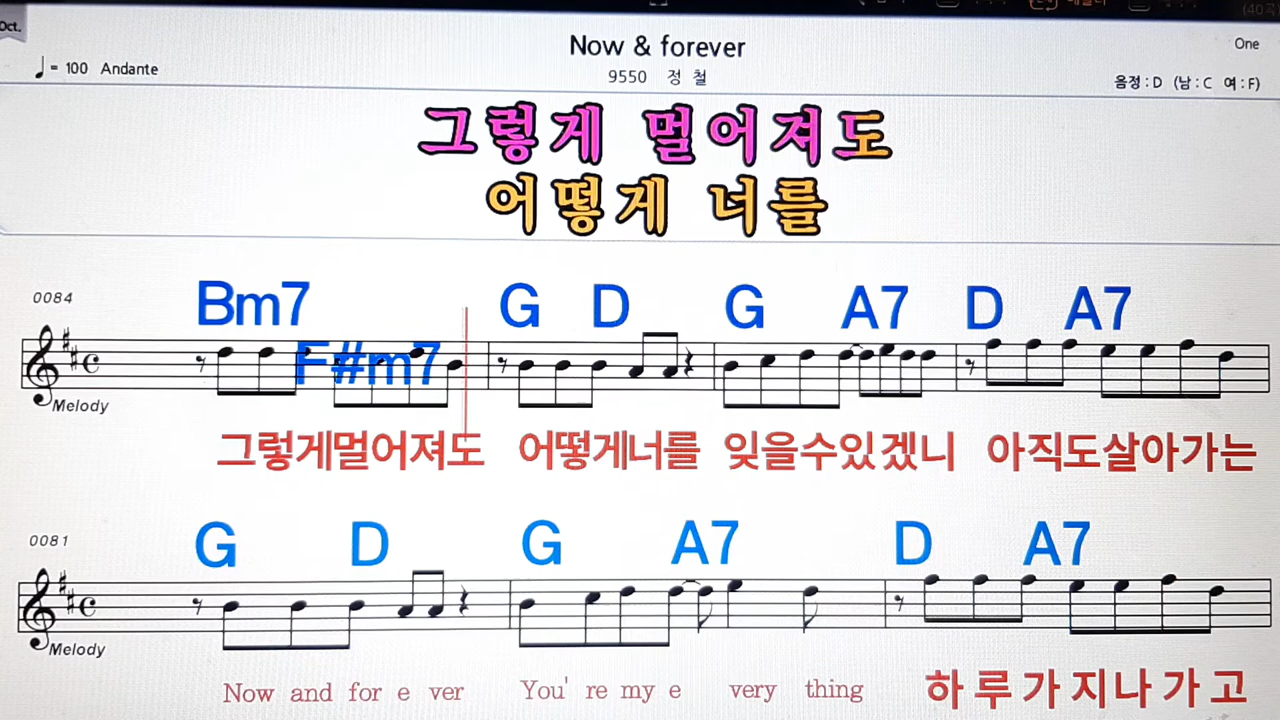 Oct.
Now & forever
One
♩= 100 Andante
9550 정 철
음정 : D (남 : C 여 : F)
그렇게 멀어져도
어떻게 너를
0084
Bm7 F#m7 G D G A7 D A7
Melody
그렇게멀어져도 어떻게너를 잊을수있겠니 아직도살아가는
0081
G D G A7 D A7
Melody
Now and for e ver You' re my e very thing 하루가지나가고